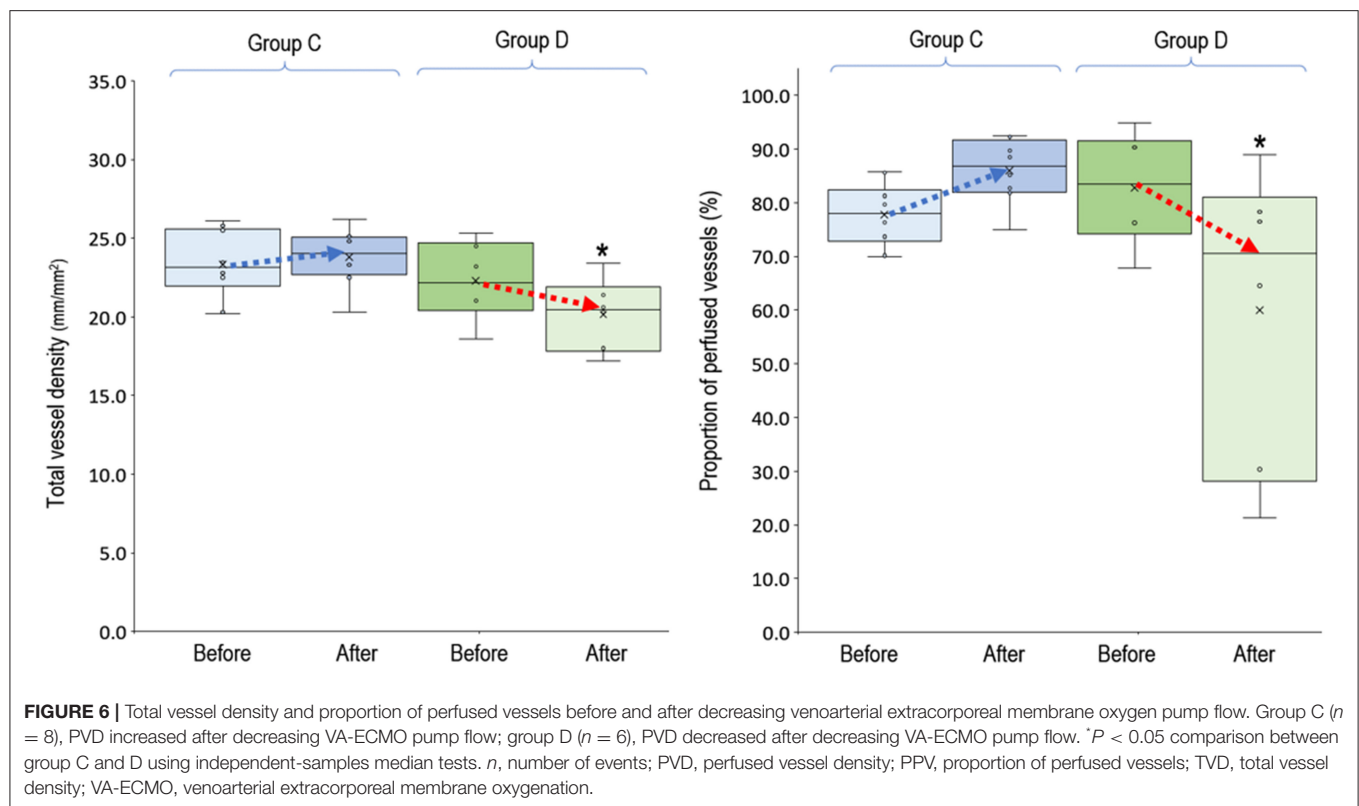 Group C
Group D
35.0
30.0
25.0
20.0
15.0
10.0
5.0
0.0
Total vessel density (mm/mm²)
*
Before
After
Before
After
Group C
Group D
100.0
90.0
80.0
70.0
60.0
50.0
40.0
30.0
20.0
10.0
0.0
Proportion of perfused vessels (%)
*
Before
After
Before
After
FIGURE 6 | Total vessel density and proportion of perfused vessels before and after decreasing venoarterial extracorporeal membrane oxygen pump flow. Group C (n
= 8), PVD increased after decreasing VA-ECMO pump flow; group D (n = 6), PVD decreased after decreasing VA-ECMO pump flow. *P < 0.05 comparison between
group C and D using independent-samples median tests. n, number of events; PVD, perfused vessel density; PPV, proportion of perfused vessels; TVD, total vessel
density; VA-ECMO, venoarterial extracorporeal membrane oxygenation.